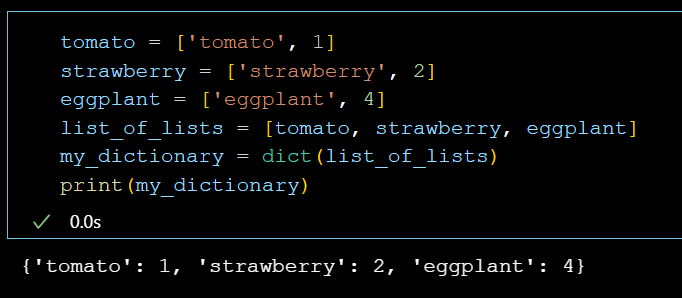 tomato = ['tomato', 1]
strawberry = ['strawberry', 2]
eggplant = ['eggplant', 4]
list_of_lists = [tomato, strawberry, eggplant]
my_dictionary = dict(list_of_lists)
print(my_dictionary)
0.0s
{'tomato': 1, 'strawberry': 2, 'eggplant': 4}